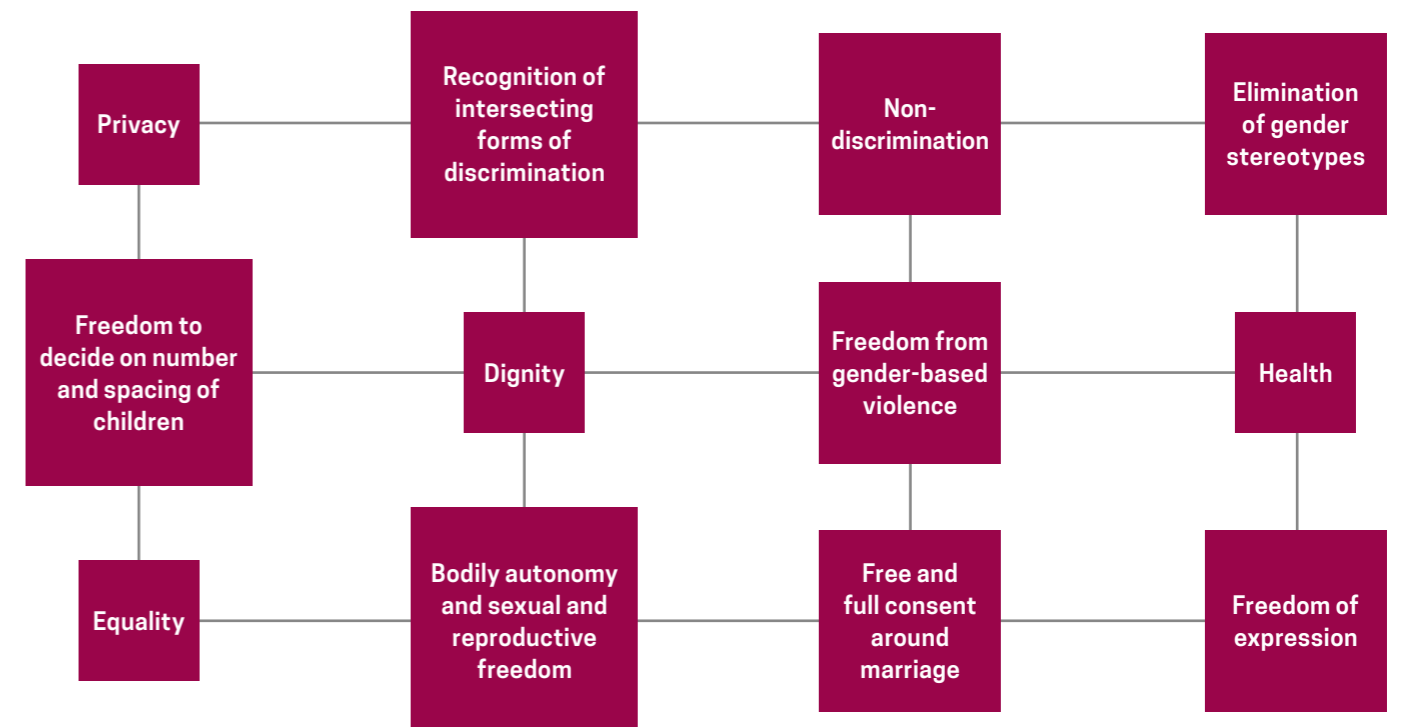 Privacy
Recognition of
intersecting
forms of
discrimination
Non-
discrimination
Elimination
of gender
stereotypes
Freedom to
decide on number
and spacing of
children
Dignity
Freedom from
gender-based
violence
Health
Equality
Bodily autonomy
and sexual and
reproductive
freedom
Free and
full consent
around
marriage
Freedom of
expression